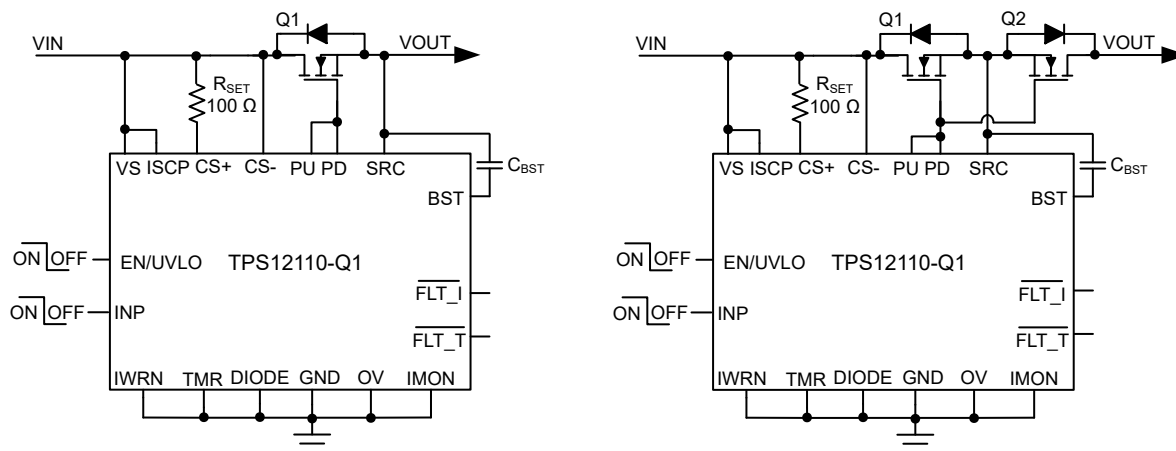 Q1
VIN
VOUT
RSET
100 Ω
VS ISCP CS+ CS- PU PD SRC
CBST
BST
ON OFF
EN/UVLO
TPS12110-Q1
FLT_I
ON OFF
INP
FLT_T
IWRN TMR DIODE GND OV IMON
Q1
Q2
VIN
VOUT
RSET
100 Ω
VS ISCP CS+ CS- PU PD SRC
CBST
BST
ON OFF
EN/UVLO
TPS12110-Q1
FLT_I
ON OFF
INP
FLT_T
IWRN TMR DIODE GND OV IMON